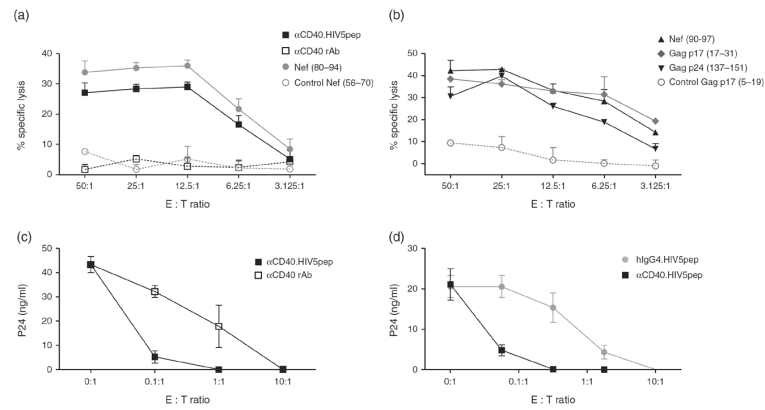 (a)
αCD40.HIV5pep
αCD40 rAb
Nef (80–94)
Control Nef (56–70)
% specific lysis
40
30
20
10
0
50:1 25:1 12.5:1 6.25:1 3.125:1
E : T ratio
(b)
Nef (90-97)
Gag p17 (17–31)
Gag p24 (137–151)
Control Gag p17 (5–19)
% specific lysis
50
40
30
20
10
0
50:1 25:1 12.5:1 6.25:1 3.125:1
E : T ratio
(c)
αCD40.HIV5pep
αCD40 rAb
P24 (ng/ml)
50
40
30
20
10
0
0:1 0.1:1 1:1 10:1
E : T ratio
(d)
hIgG4.HIV5pep
αCD40.HIV5pep
P24 (ng/ml)
30
20
10
0
0:1 0.1:1 1:1 10:1
E : T ratio